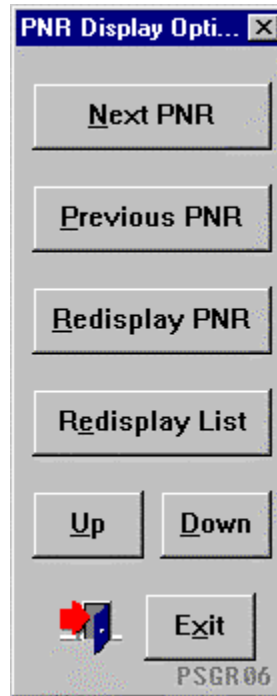 PNR Display Opti...
Next PNR
Previous PNR
Redisplay PNR
Redisplay List
Up Down
Exit
PSGR06